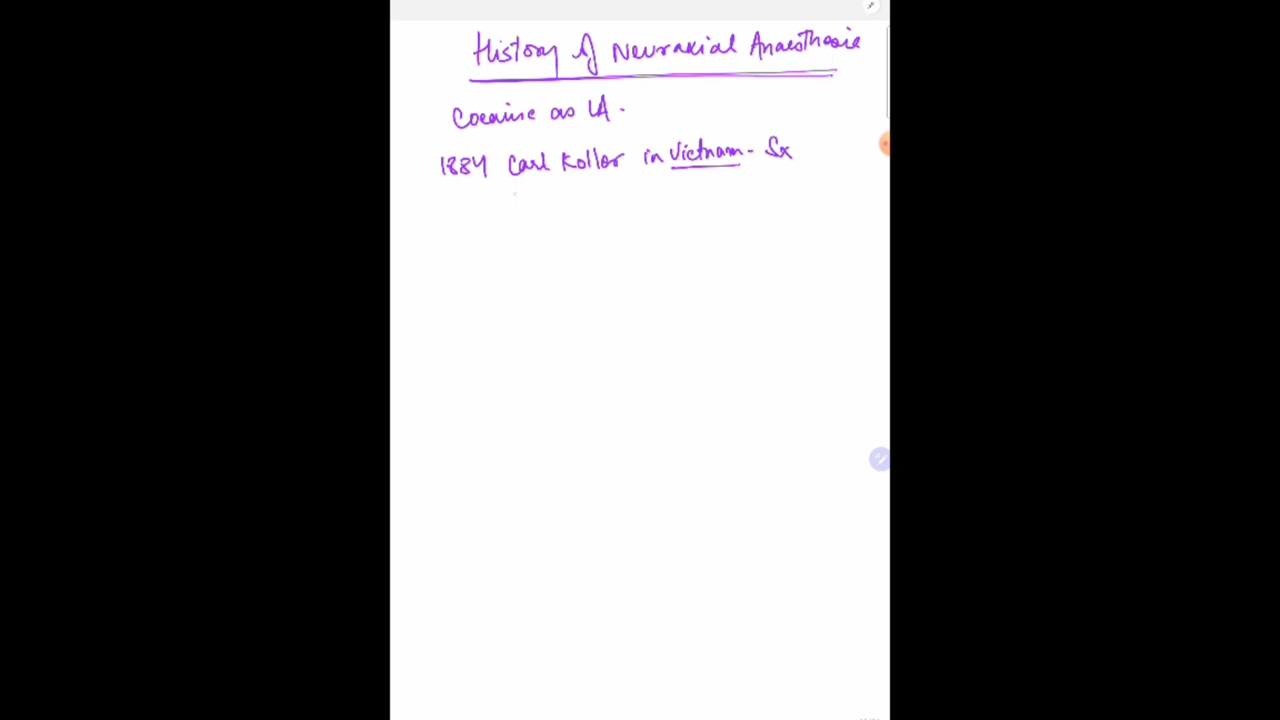 History of Neuraxial Anaesthesia
Cocaine as LA.
1884 Carl Koller in Vietnam - Sx